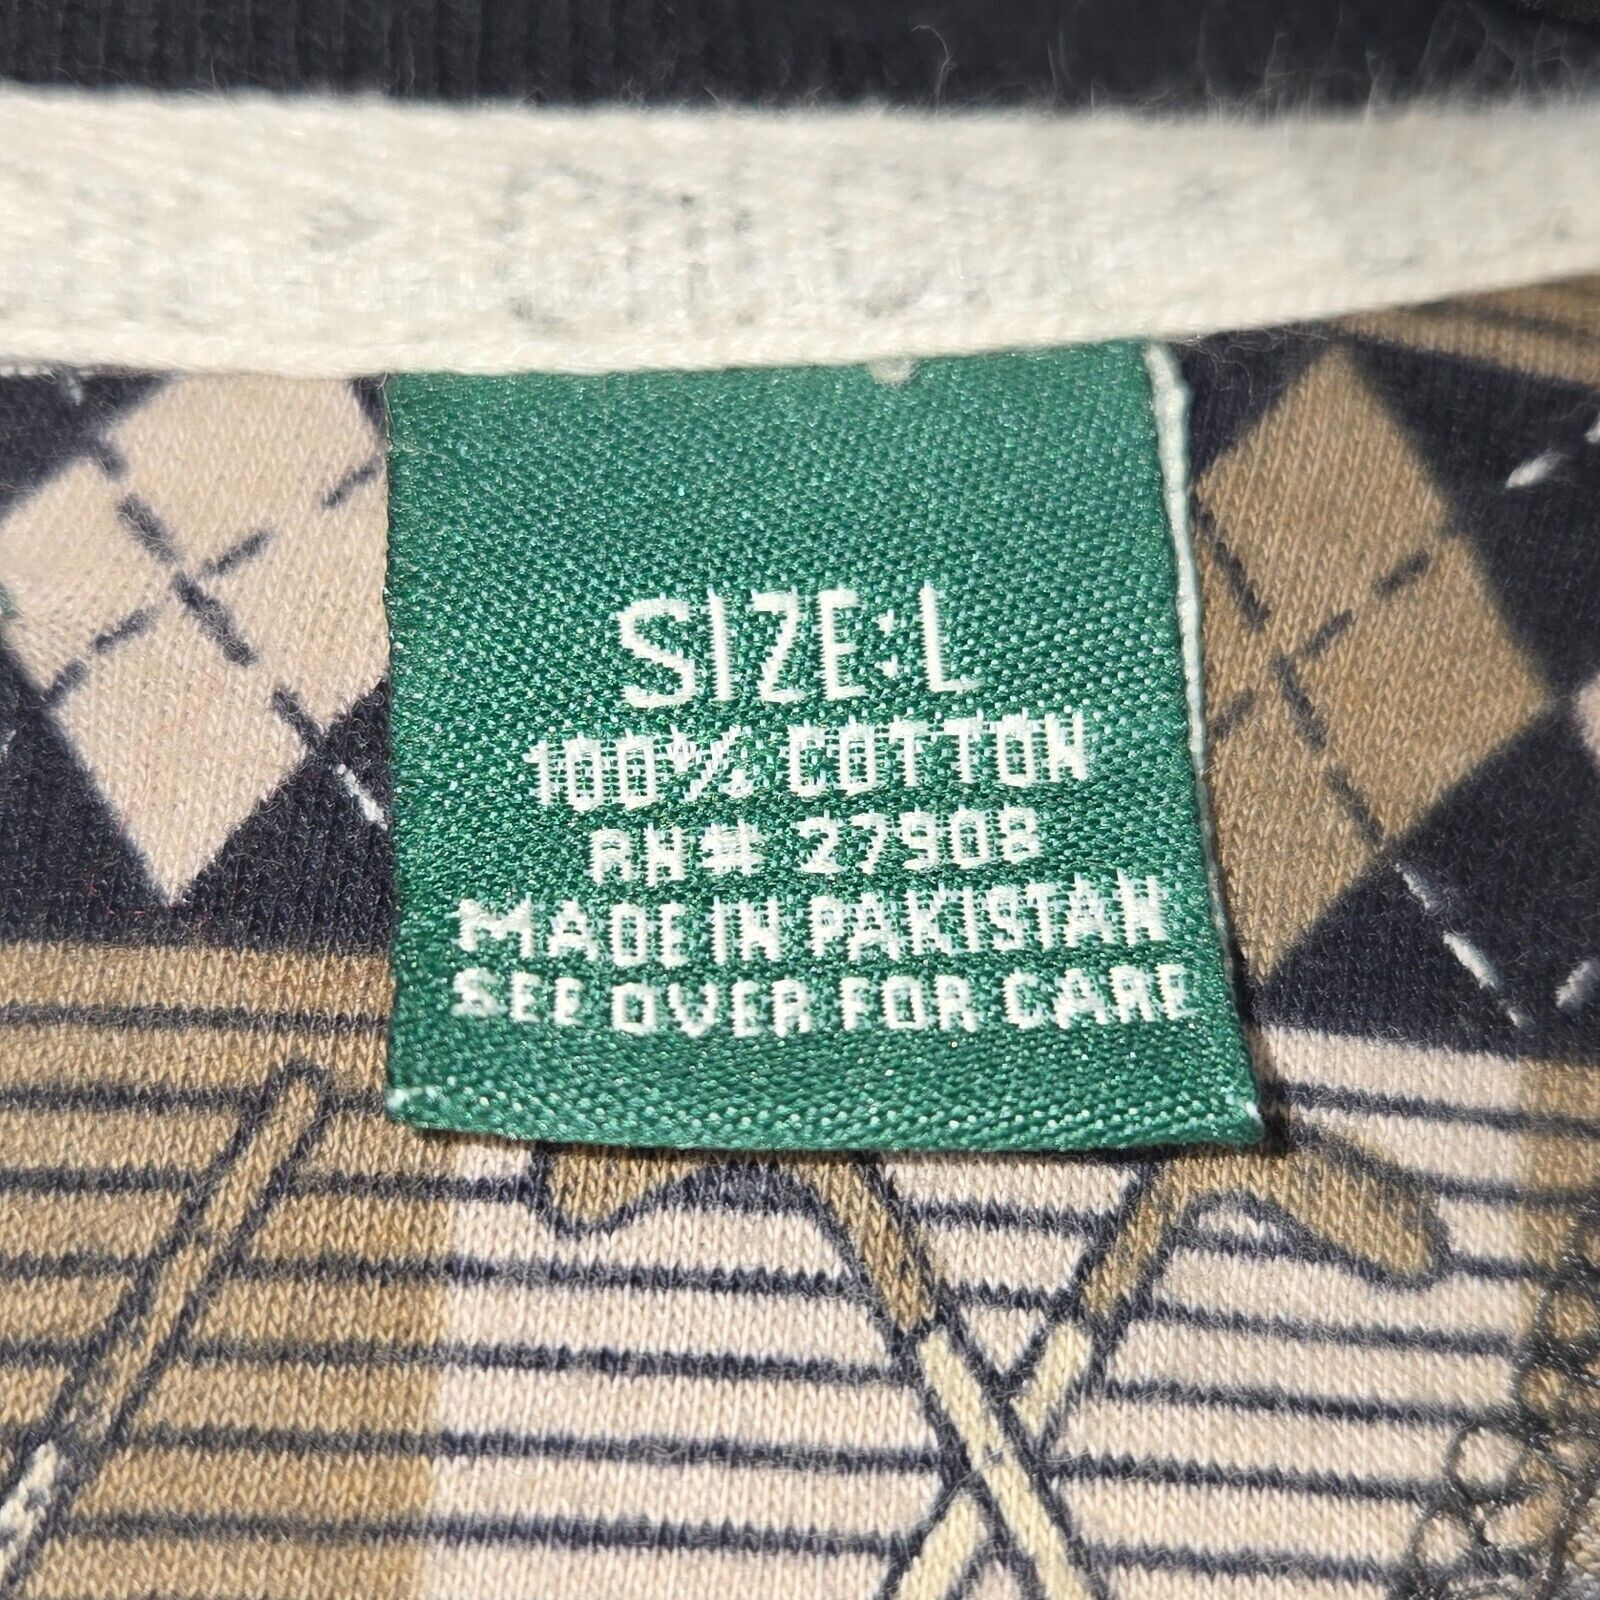 SIZE:L
100% COTTON
RN# 27908
MADE IN PAKISTAN
SEE OVER FOR CARE